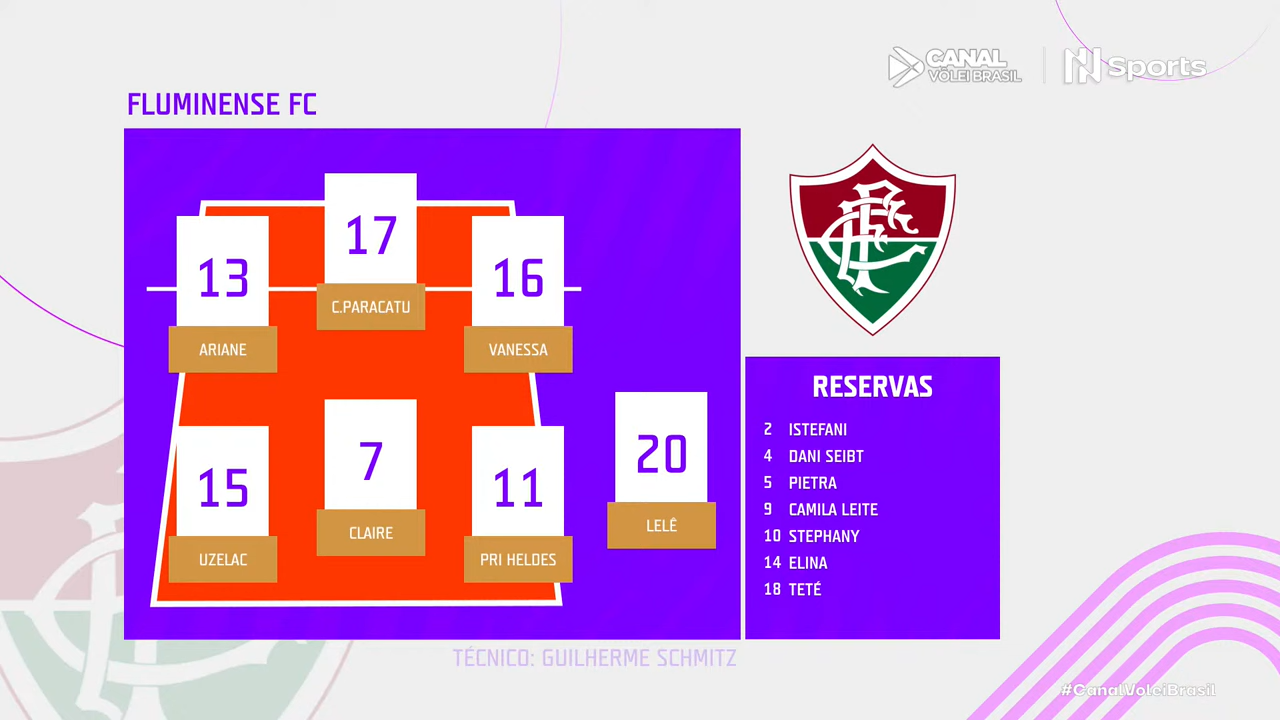 CANAL
VÔLEI BRASIL
N Sports
FLUMINENSE FC
17
C.PARACATU
13
ARIANE
16
VANESSA
7
CLAIRE
15
UZELAC
11
PRI HELDES
20
LELÊ
FFC
RESERVAS
2 ISTEFANI
4 DANI SEIBT
5 PIETRA
9 CAMILA LEITE
10 STEPHANY
14 ELINA
18 TETÉ
TÉCNICO: GUILHERME SCHMITZ
#CanalVoleiBrasil